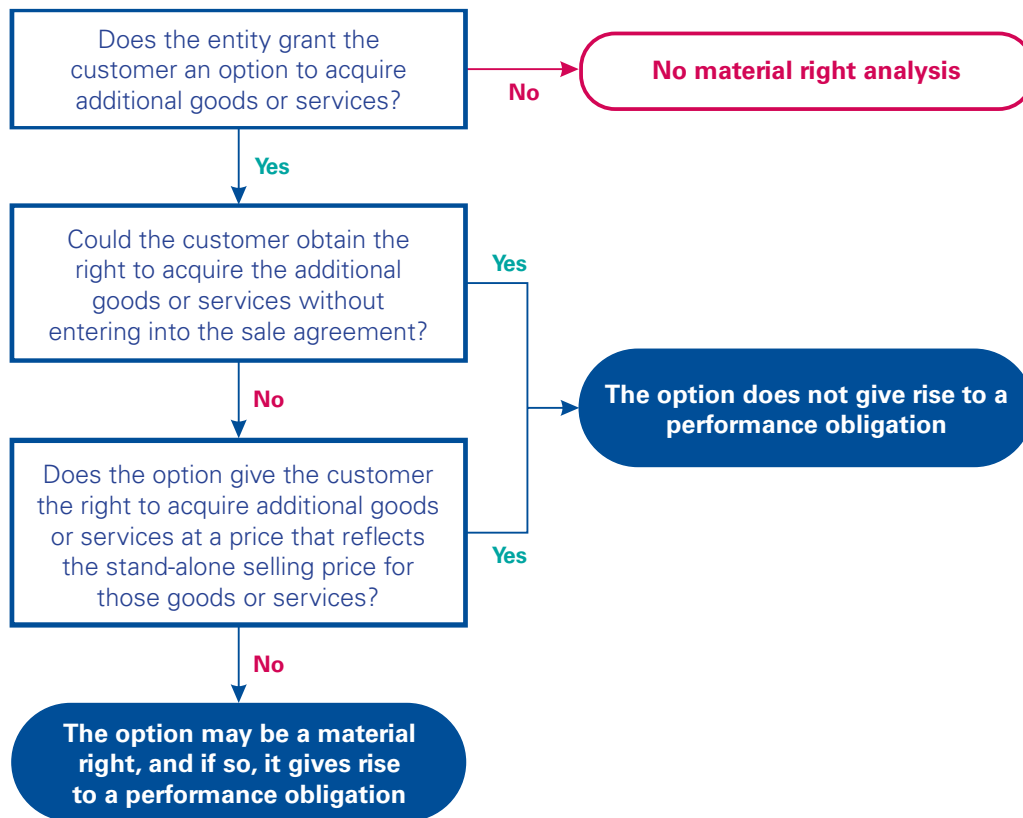 Does the entity grant the
customer an option to acquire
additional goods or services?
No
No material right analysis
Yes
Could the customer obtain the
right to acquire the additional
goods or services without
entering into the sale agreement?
Yes
No
The option does not give rise to a
performance obligation
Does the option give the customer
the right to acquire additional goods
or services at a price that reflects
the stand-alone selling price for
those goods or services?
Yes
No
The option may be a material
right, and if so, it gives rise
to a performance obligation